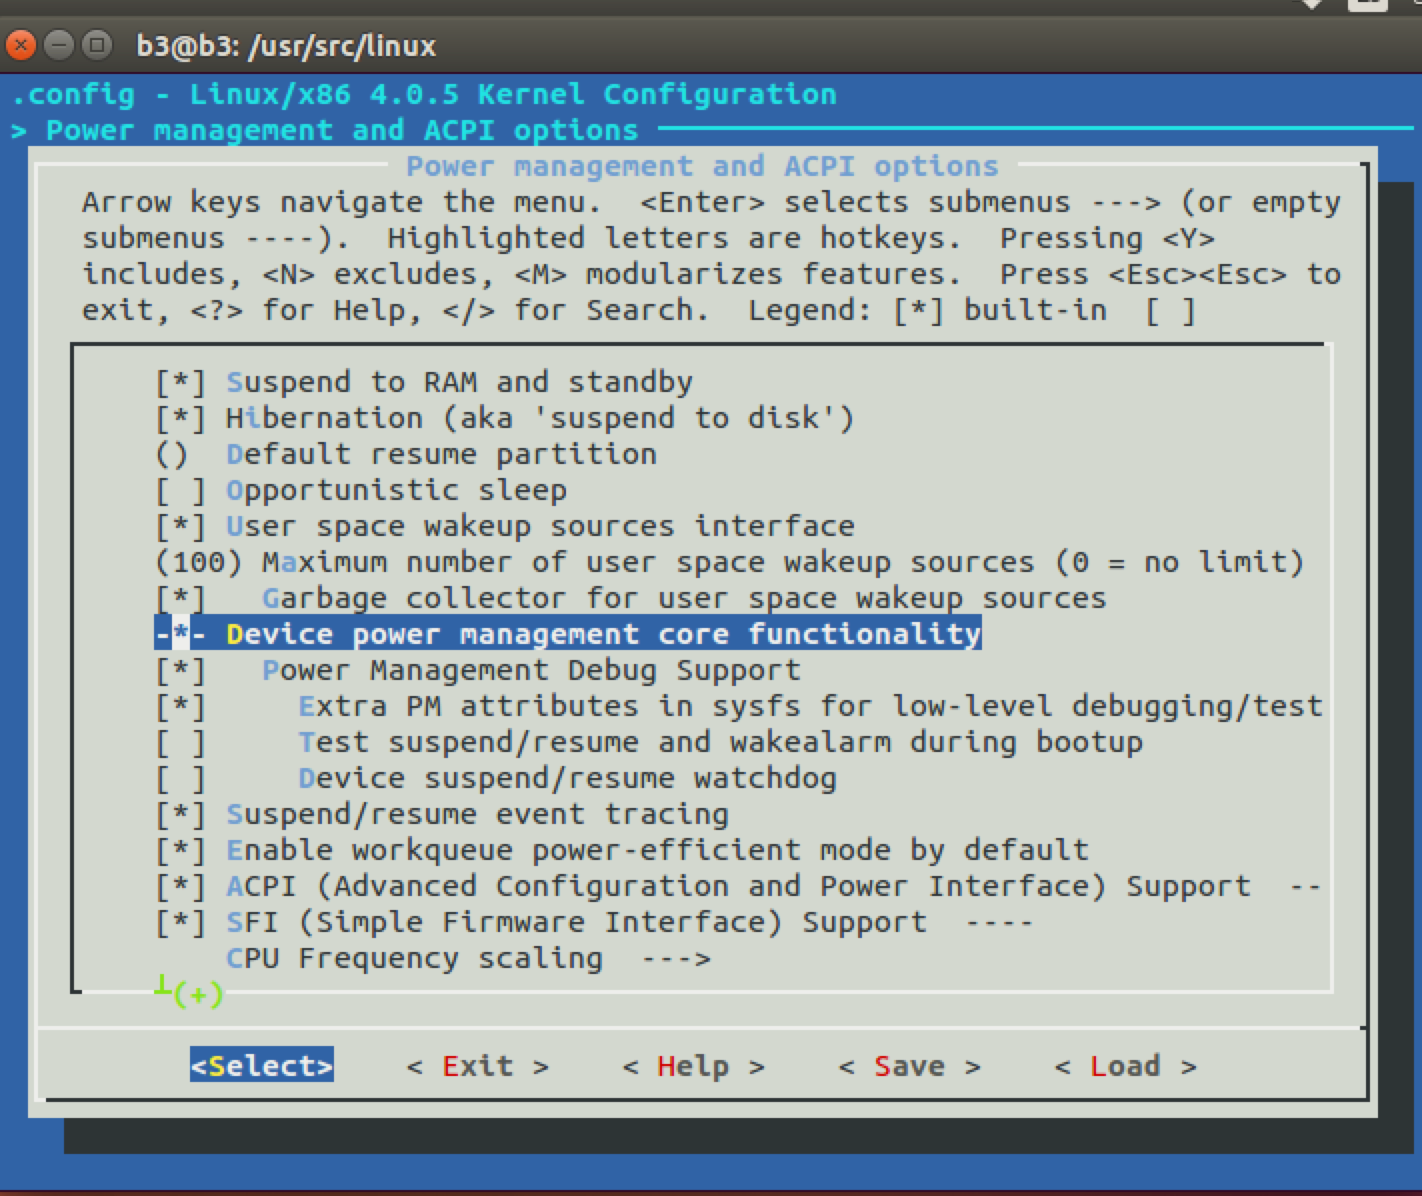 b3@b3: /usr/src/linux
.config - Linux/x86 4.0.5 Kernel Configuration
> Power management and ACPI options
Power management and ACPI options
Arrow keys navigate the menu.  <Enter> selects submenus ---> (or empty
submenus ----).  Highlighted letters are hotkeys.  Pressing <Y>
includes, <N> excludes, <M> modularizes features.  Press <Esc><Esc> to
exit, <?> for Help, </> for Search.  Legend: [*] built-in  [ ]
[*] Suspend to RAM and standby
[*] Hibernation (aka 'suspend to disk')
()  Default resume partition
[ ] Opportunistic sleep
[*] User space wakeup sources interface
(100) Maximum number of user space wakeup sources (0 = no limit)
[*]   Garbage collector for user space wakeup sources
-*- Device power management core functionality
[*]   Power Management Debug Support
[*]     Extra PM attributes in sysfs for low-level debugging/test
[ ]     Test suspend/resume and wakealarm during bootup
[ ]     Device suspend/resume watchdog
[*] Suspend/resume event tracing
[*] Enable workqueue power-efficient mode by default
[*] ACPI (Advanced Configuration and Power Interface) Support  --
[*] SFI (Simple Firmware Interface) Support  ----
    CPU Frequency scaling  --->
┴(+)
<Select>    < Exit >    < Help >    < Save >    < Load >